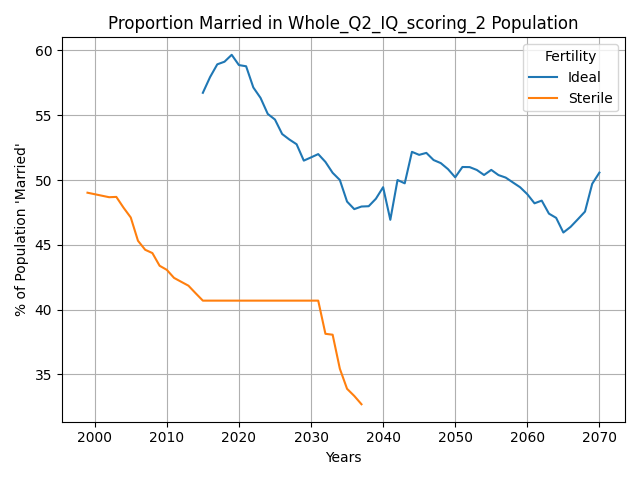 Proportion Married in Whole_Q2_IQ_scoring_2 Population
60
55
50
45
40
35
% of Population 'Married'
Fertility
Ideal
Sterile
2000 2010 2020 2030 2040 2050 2060 2070
Years